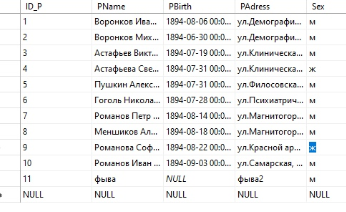 ID_P PName PBirth PAdress Sex
1 Воронков Ива... 1894-08-06 00:0... ул.Демографи... м
2 Воронков Мих... 1894-06-30 00:0... ул.Демографи... м
3 Астафьев Викт... 1894-07-19 00:0... ул.Клиническа... м
4 Астафьева Све... 1894-07-31 00:0... ул.Клиническа... ж
5 Пушкин Алекс... 1894-07-31 00:0... ул.Филосовска... м
6 Гоголь Никола... 1894-07-28 00:0... ул.Психиатрич... м
7 Романов Петр ... 1894-08-14 00:0... ул.Магнитогор... м
8 Меншиков Ал... 1894-08-18 00:0... ул.Магнитогор... м
9 Романова Соф... 1894-08-22 00:0... ул.Красной ар... ж
10 Романов Иван ... 1894-09-03 00:0... ул.Самарская, ... м
11 фыва NULL фыва2 м
NULL NULL NULL NULL NULL